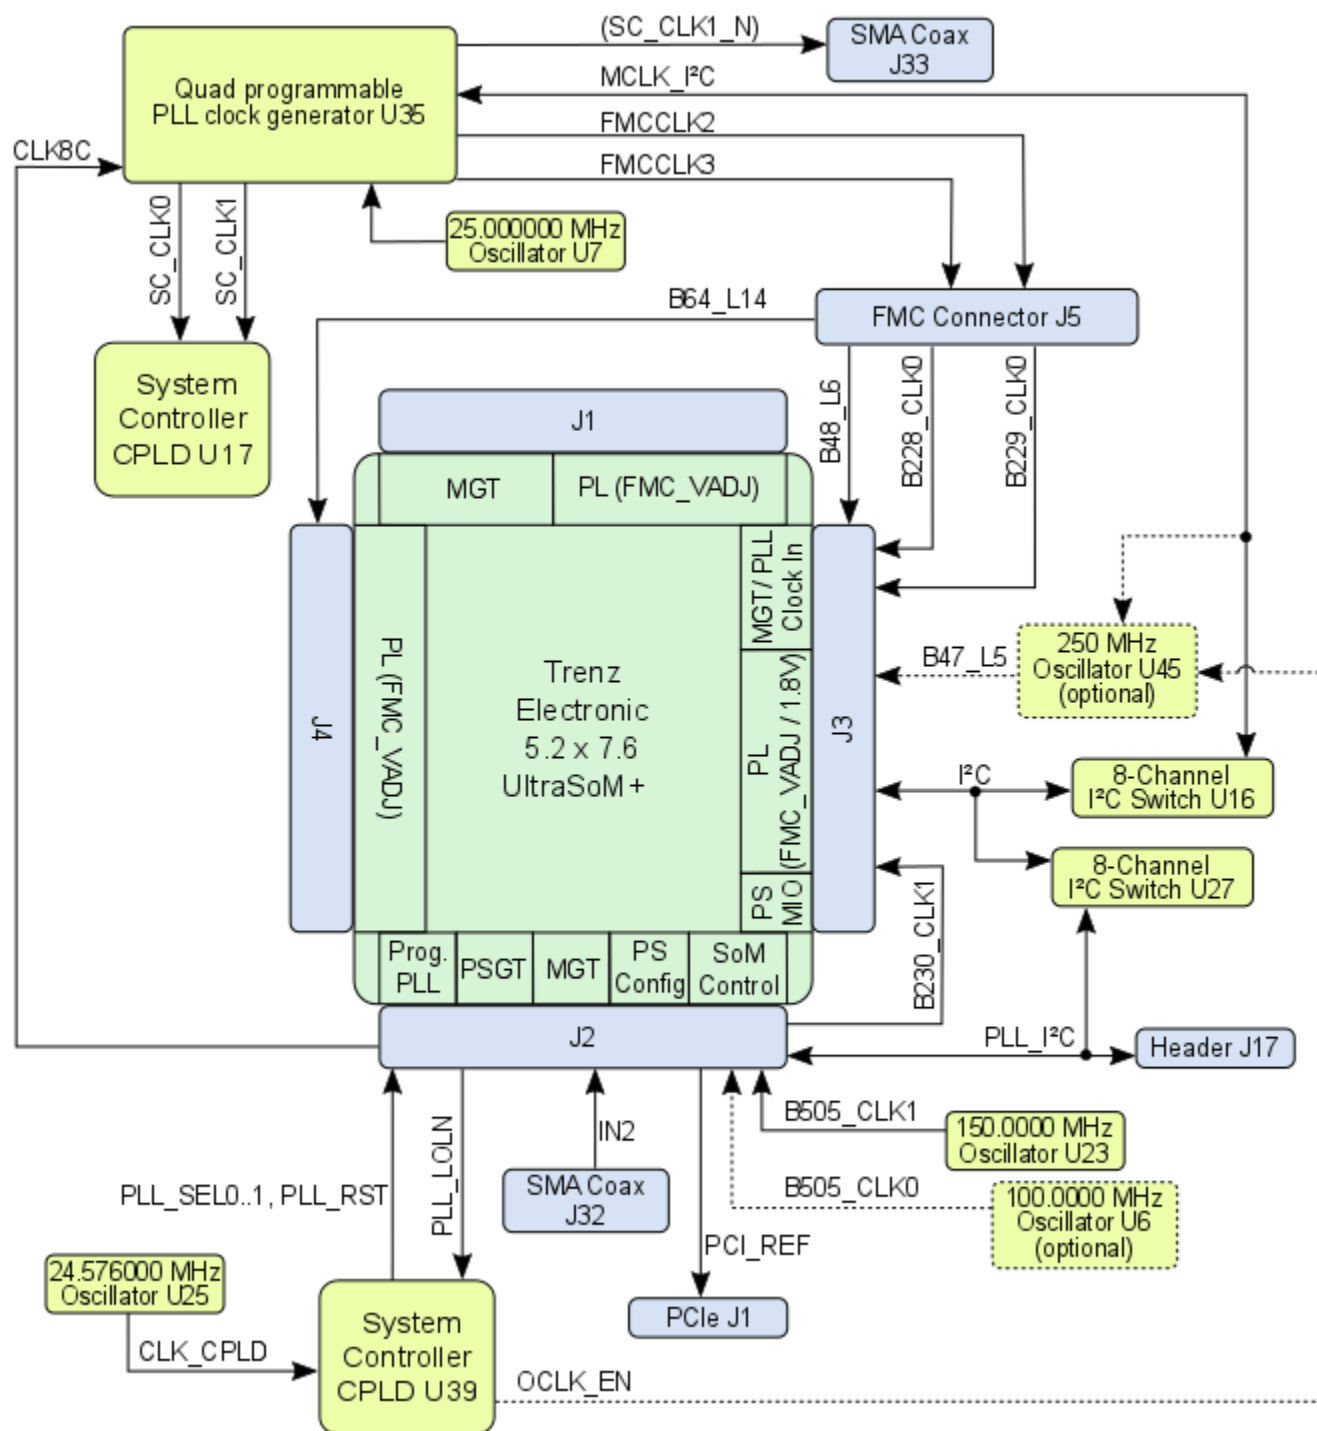 (SC_CLK1_N)
SMA Coax
J33
Quad programmable
PLL clock generator U35
MCLK_I²C
FMCCLK2
FMCCLK3
CLK8C
SC_CLK0
SC_CLK1
25.000000 MHz
Oscillator U7
B64_L14
FMC Connector J5
System
Controller
CPLD U17
J1
B48_L6
B228_CLK0
B229_CLK0
MGT
PL (FMC_VADJ)
MGT / PLL
Clock In
J4
PL (FMC_VADJ)
Trenz
Electronic
5.2 x 7.6
UltraSoM+
PL
(FMC_VADJ / 1.8V)
J3
B47_L5
250 MHz
Oscillator U45
(optional)
I²C
8-Channel
I²C Switch U16
8-Channel
I²C Switch U27
PS
MIO
B230_CLK1
Prog.
PLL
PSGT
MGT
PS
Config
SoM
Control
J2
PLL_I²C
Header J17
B505_CLK1
150.0000 MHz
Oscillator U23
PLL_SEL0..1, PLL_RST
PLL_LOLN
IN2
SMA Coax
J32
B505_CLK0
100.0000 MHz
Oscillator U6
(optional)
PCI_REF
PCIe J1
24.576000 MHz
Oscillator U25
CLK_CPLD
System
Controller
CPLD U39
OCLK_EN